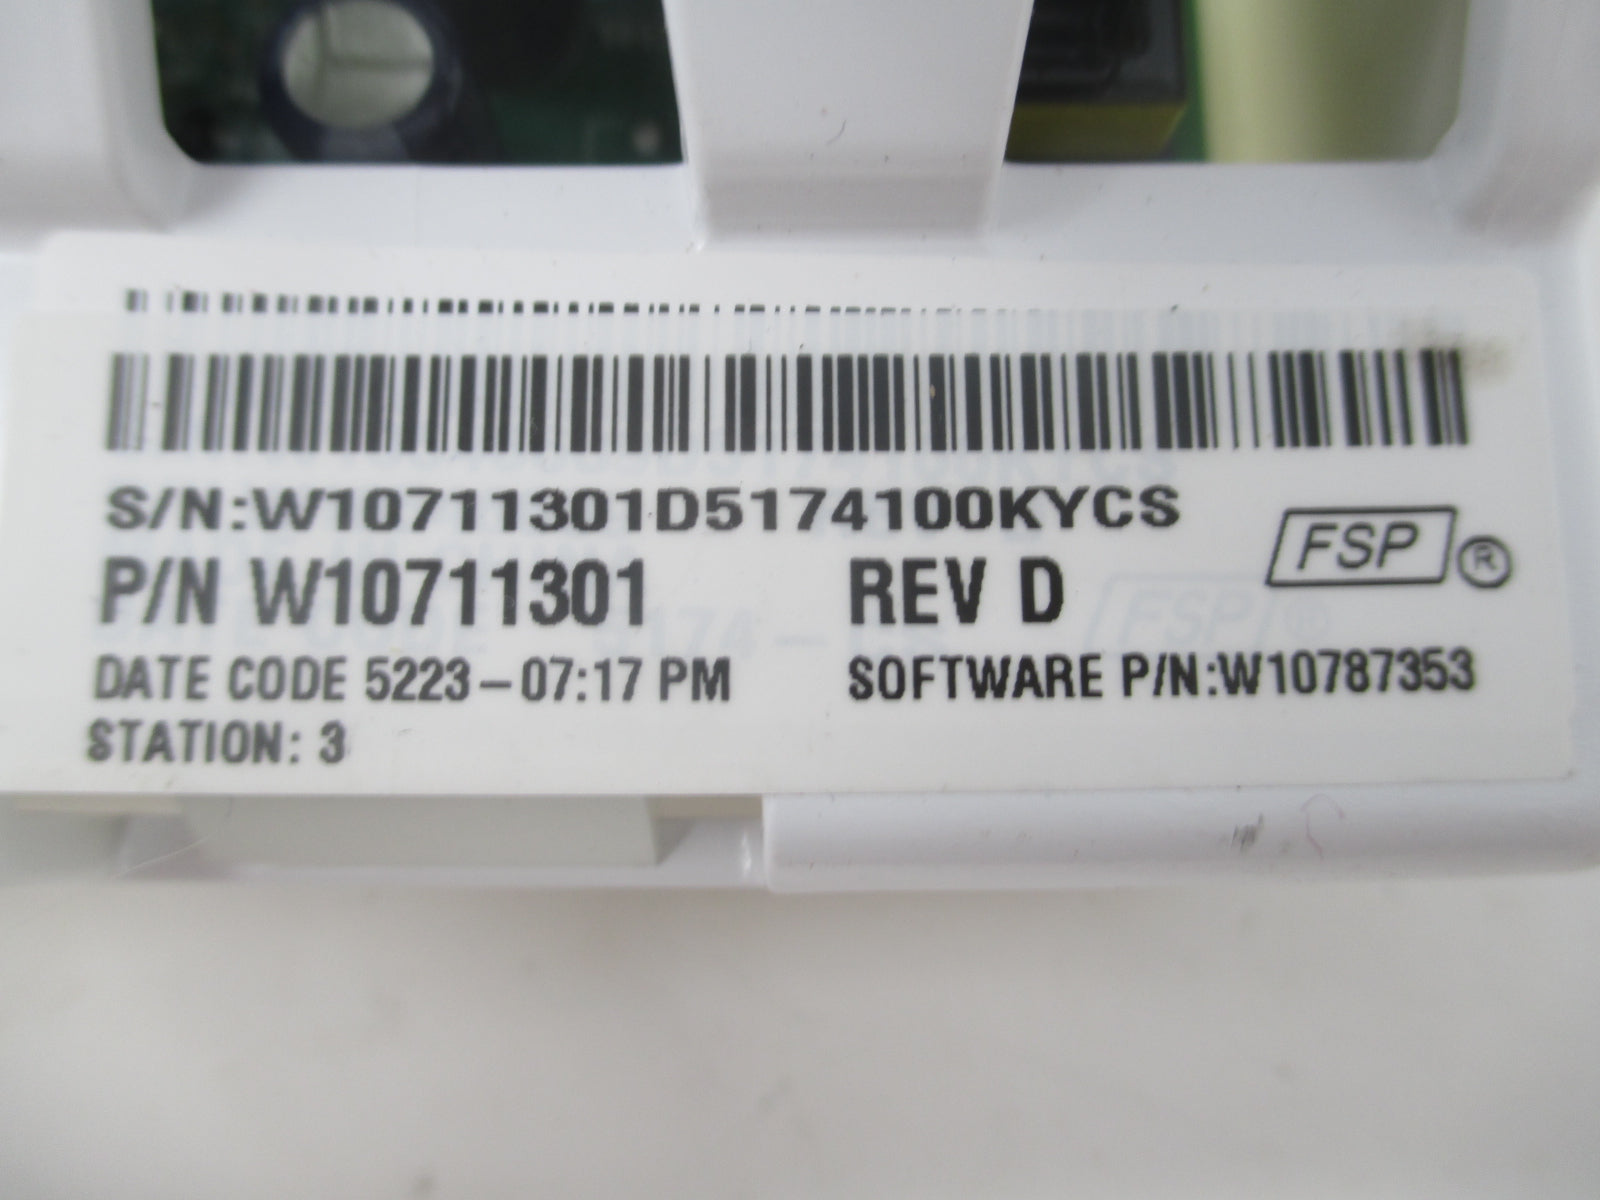 S/N:W10711301D5174100KYCS
FSP®
P/N W10711301 REV D
DATE CODE 5223-07:17 PM SOFTWARE P/N:W10787353
STATION: 3